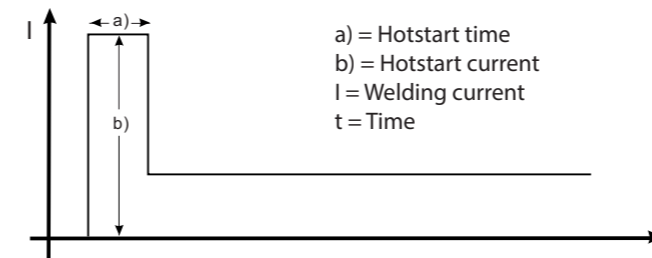 I
a)
a) = Hotstart time
b) = Hotstart current
I = Welding current
t = Time
b)